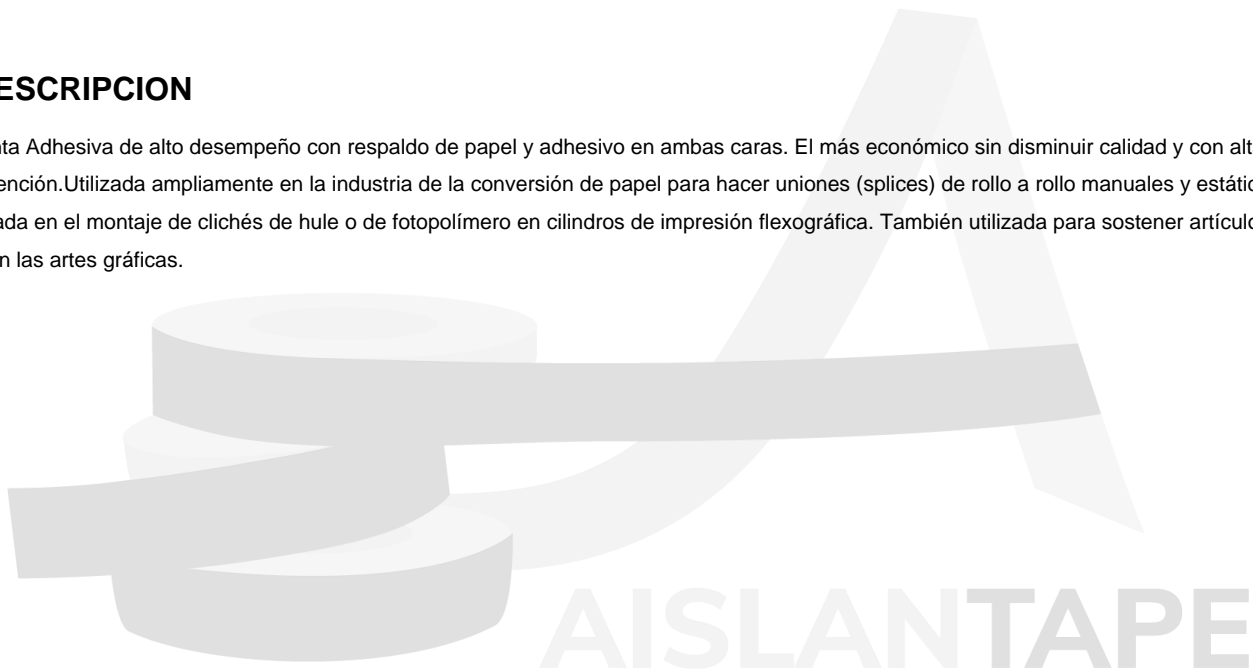 ESCRIPCION
ta Adhesiva de alto desempeño con respaldo de papel y adhesivo en ambas caras. El más económico sin disminuir calidad y con alt
ención.Utilizada ampliamente en la industria de la conversión de papel para hacer uniones (splices) de rollo a rollo manuales y estátic
ada en el montaje de clichés de hule o de fotopolímero en cilindros de impresión flexográfica. También utilizada para sostener artículo
n las artes gráficas.
AISLANTAPE